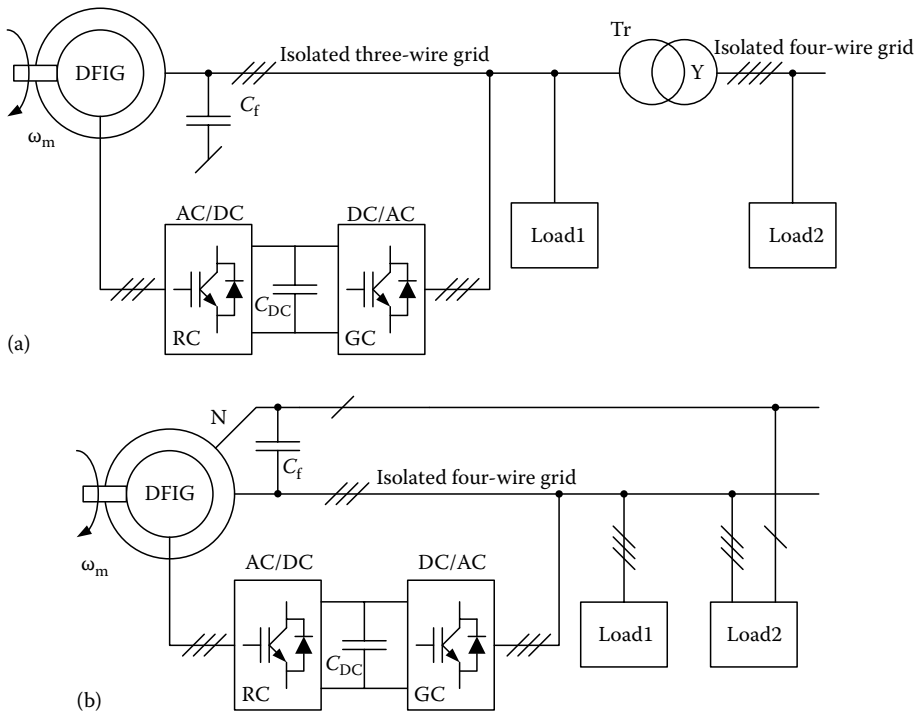 Tr
Isolated three-wire grid
Isolated four-wire grid
DFIG
Y
C_f
ω_m
AC/DC
DC/AC
Load1
Load2
C_DC
RC
GC
(a)
N
C_f
Isolated four-wire grid
DFIG
ω_m
AC/DC
DC/AC
Load1
Load2
C_DC
RC
GC
(b)